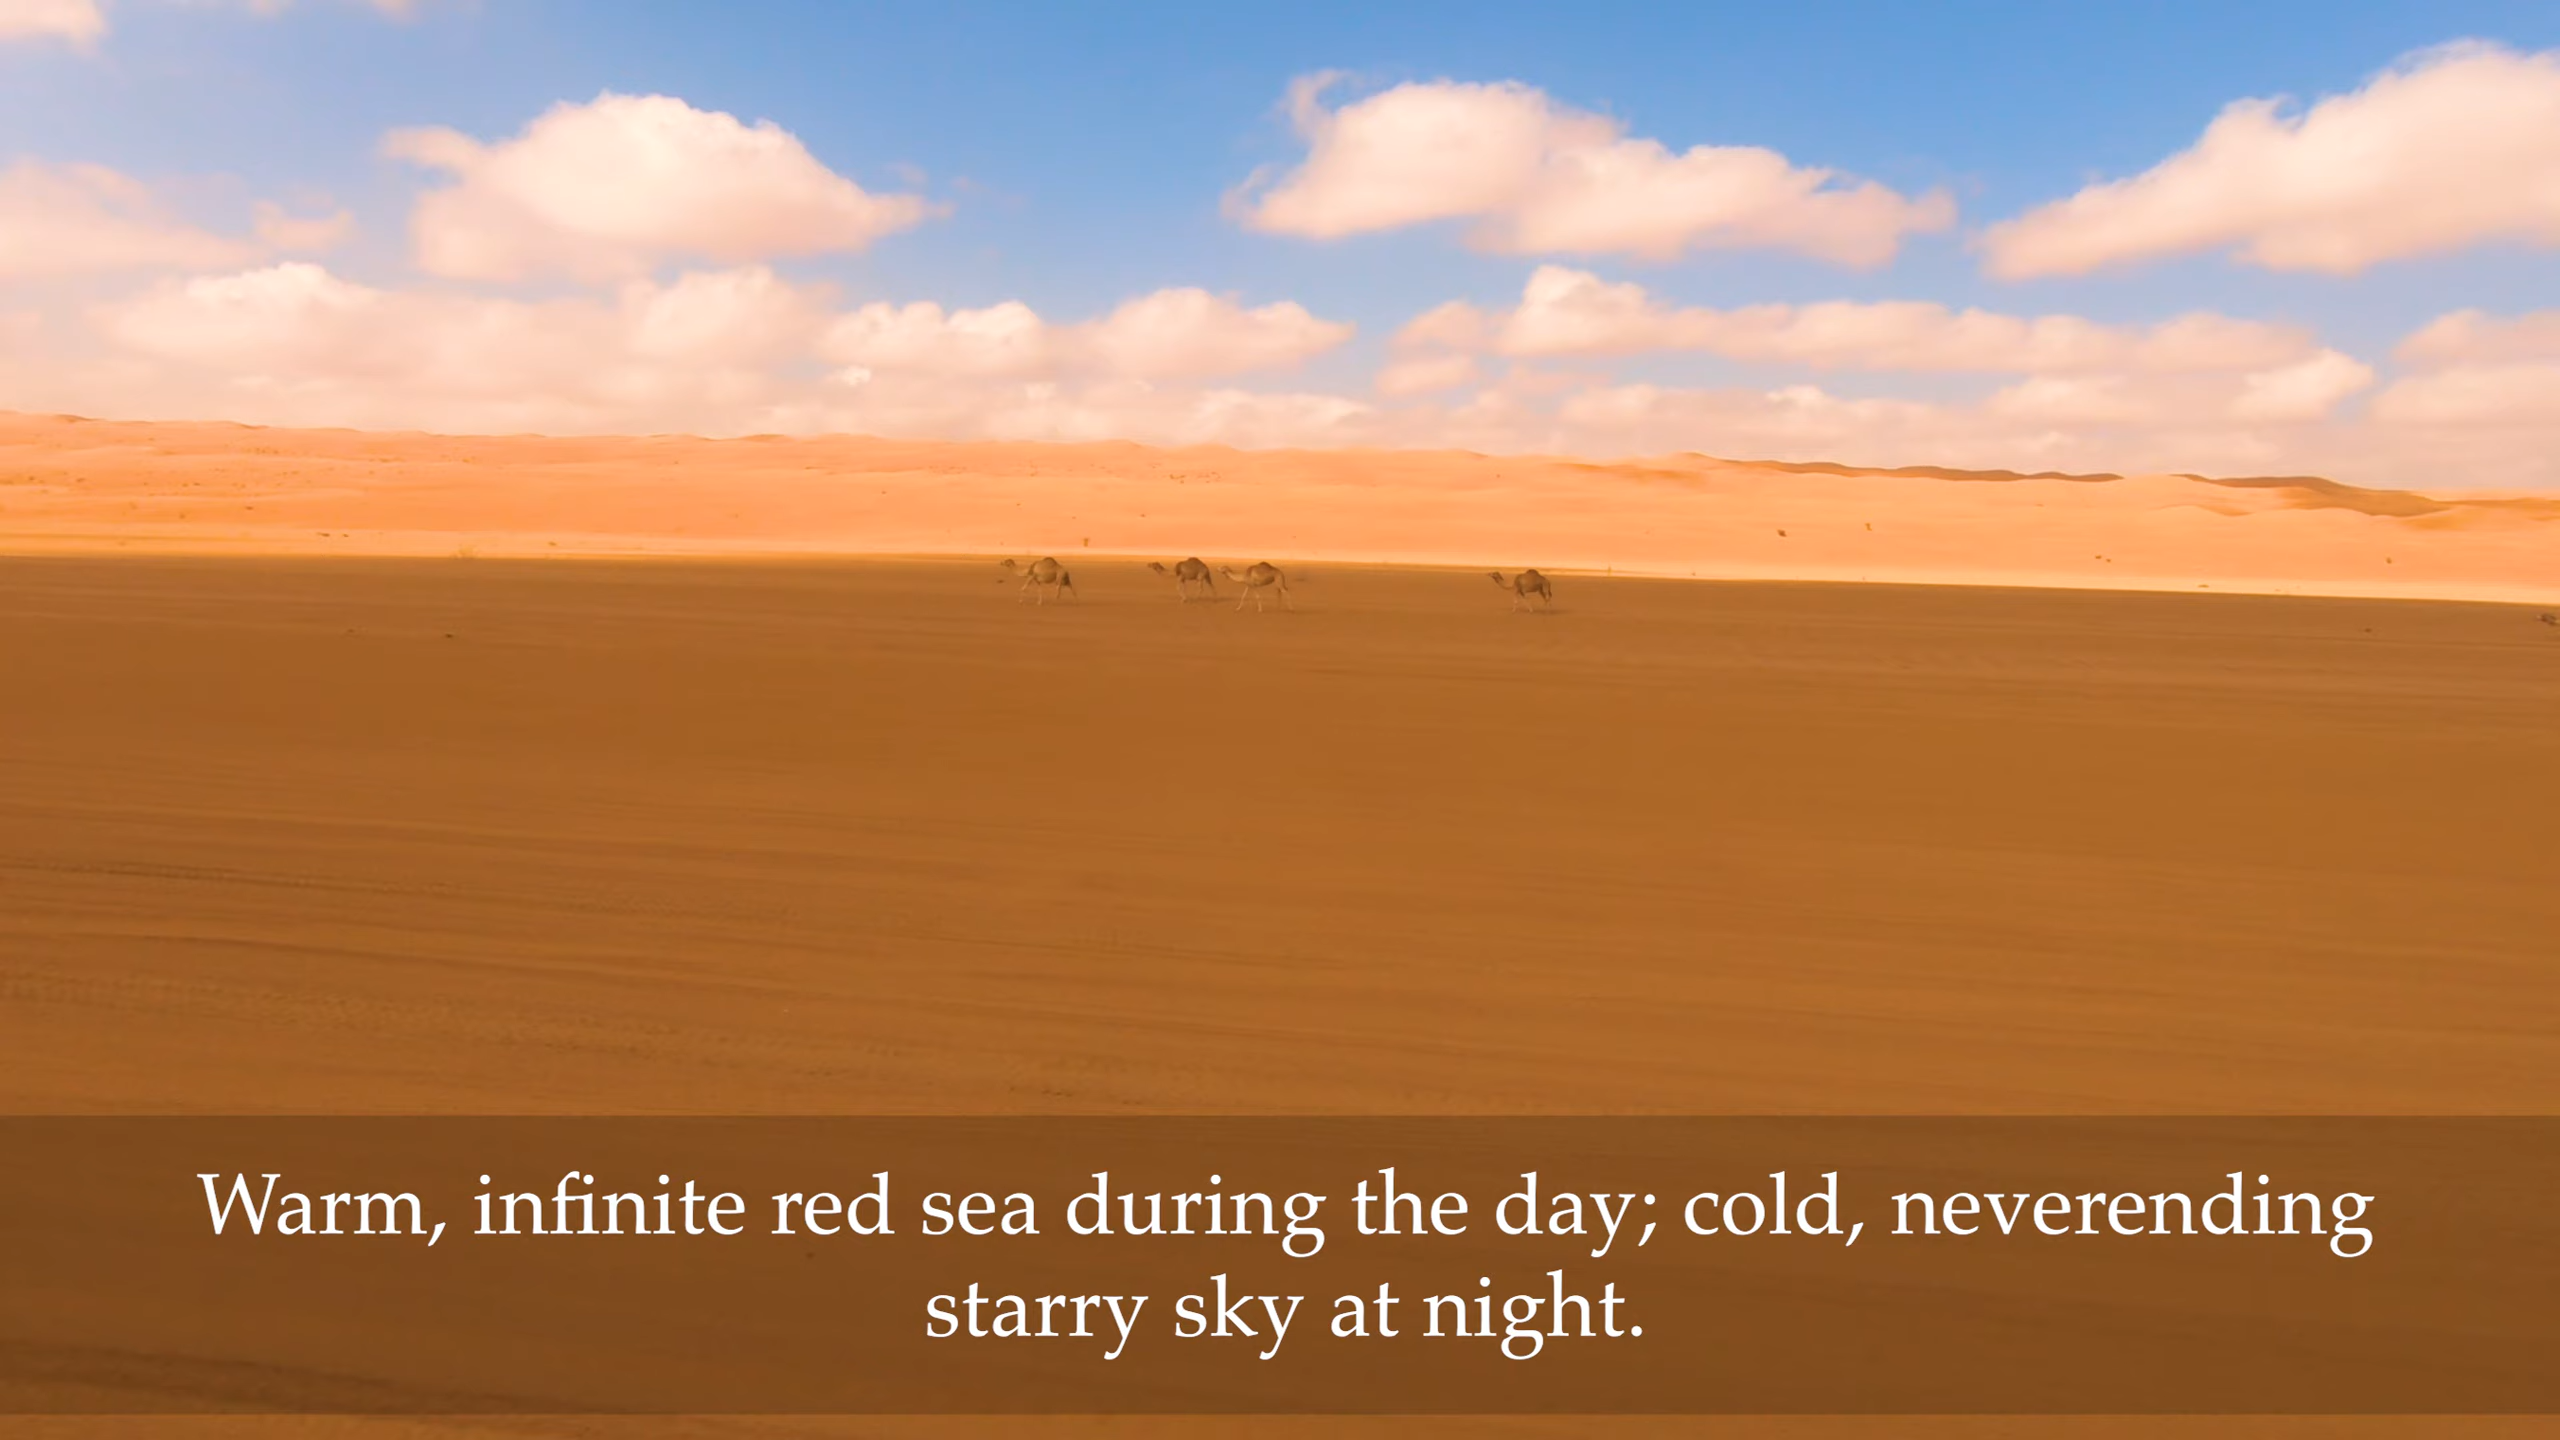 Warm, infinite red sea during the day; cold, neverending
starry sky at night.